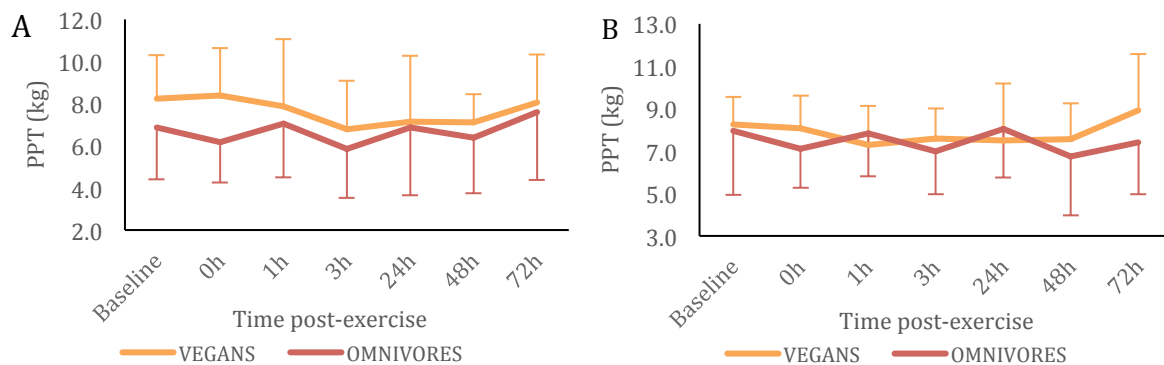 A
PPT (kg)
12.0
10.0
8.0
6.0
4.0
2.0
Baseline
0h
1h
3h
24h
48h
72h
Time post-exercise
VEGANS
OMNIVORES
B
PPT (kg)
13.0
11.0
9.0
7.0
5.0
3.0
Baseline
0h
1h
3h
24h
48h
72h
Time post-exercise
VEGANS
OMNIVORES